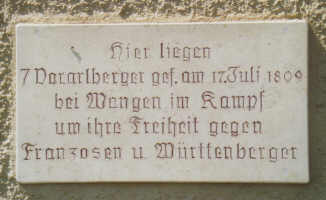 Hier liegen
7 Vorarlberger gef. am 17. Juli 1809
bei Wangen im Kampf
um ihre Freiheit gegen
Franzosen u. Württenberger